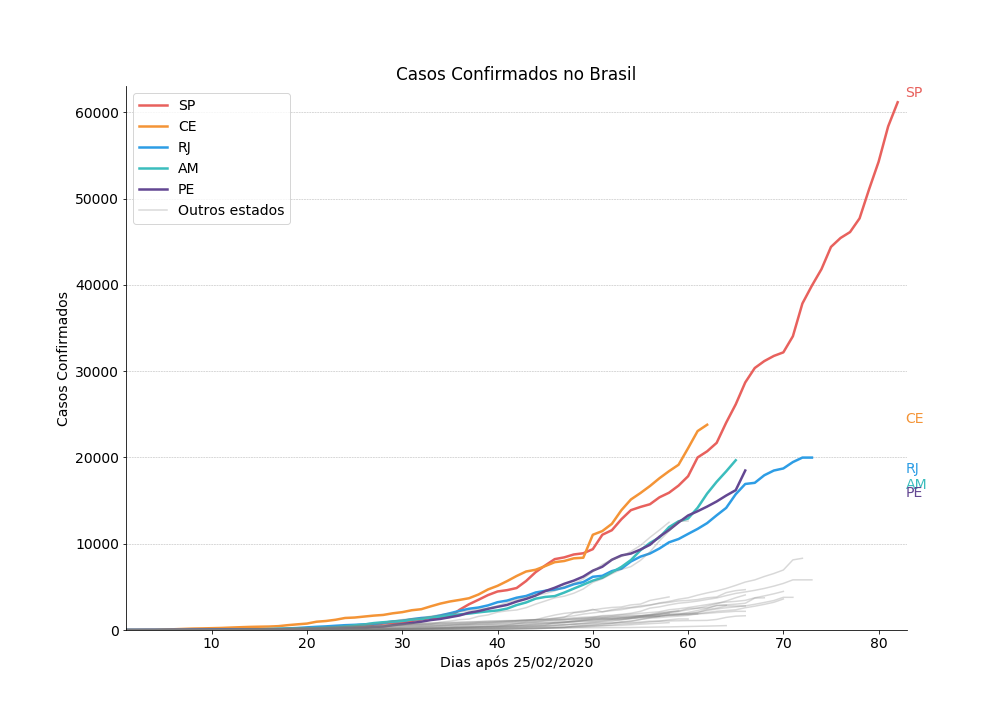 Casos Confirmados no Brasil
SP
CE
RJ
AM
PE
Outros estados
Casos Confirmados
60000
50000
40000
30000
20000
10000
0
10
20
30
40
50
60
70
80
Dias após 25/02/2020
SP
CE
RJ
AM
PE